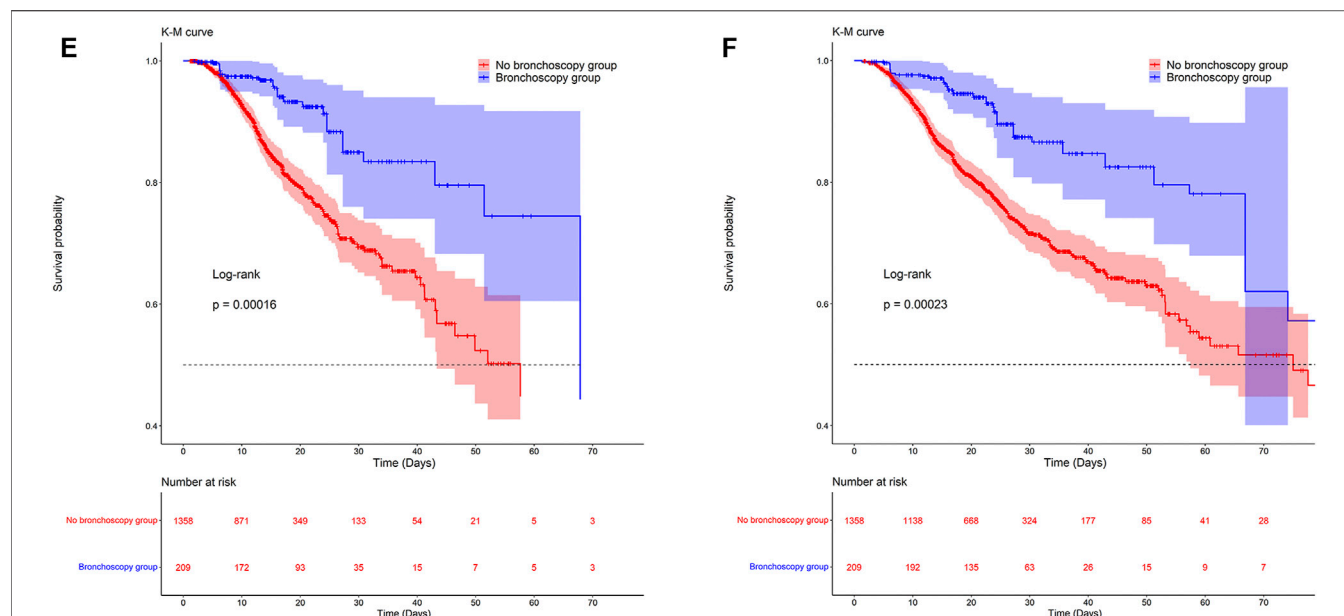 E
K-M curve
No bronchoscopy group
Bronchoscopy group
1.0
0.8
0.6
0.4
Survival probability
Log-rank
p = 0.00016
0 10 20 30 40 50 60 70
Time (Days)
Number at risk
No bronchoscopy group 1358 871 349 133 54 21 5 3
Bronchoscopy group 209 172 93 35 15 7 5 3
0 10 20 30 40 50 60 70
Time (Days)
F
K-M curve
No bronchoscopy group
Bronchoscopy group
1.0
0.8
0.6
0.4
Survival probability
Log-rank
p = 0.00023
0 10 20 30 40 50 60 70
Time (Days)
Number at risk
No bronchoscopy group 1358 1138 668 324 177 85 41 28
Bronchoscopy group 209 192 135 63 26 15 9 7
0 10 20 30 40 50 60 70
Time (Days)